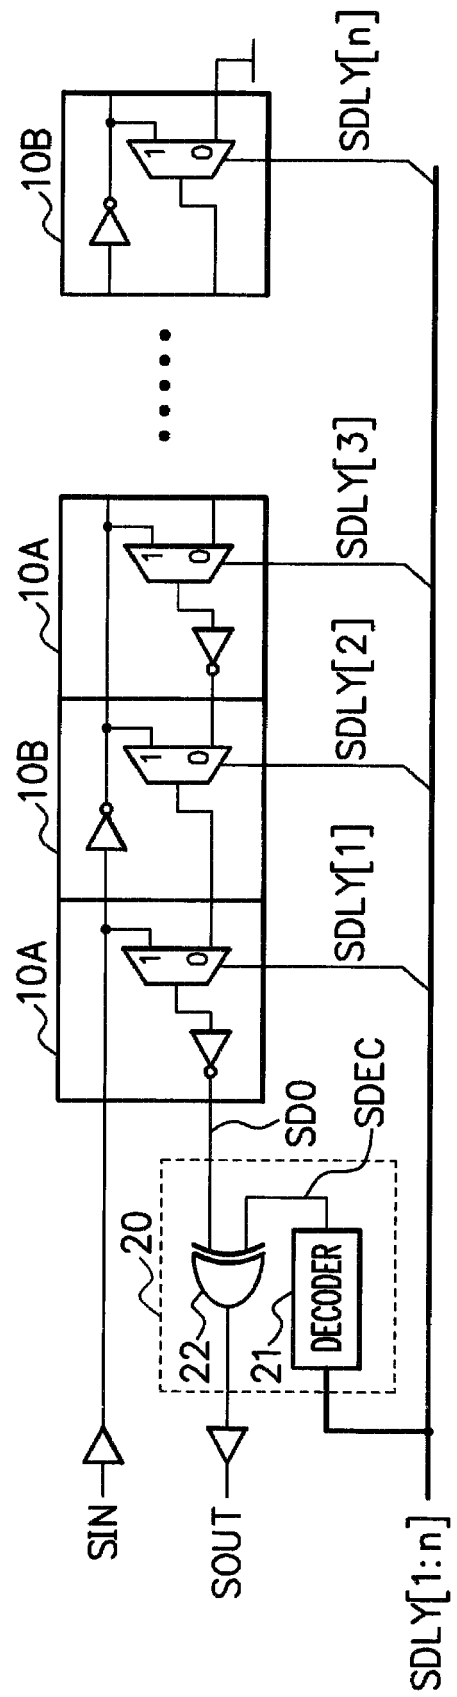 10A
10B
10A
10B
SIN
1
0
1
0
1
0
1
0
20
SD0
22
SOUT
21
DECODER
SDEC
SDLY[1]
SDLY[2]
SDLY[3]
SDLY[n]
SDLY[1:n]